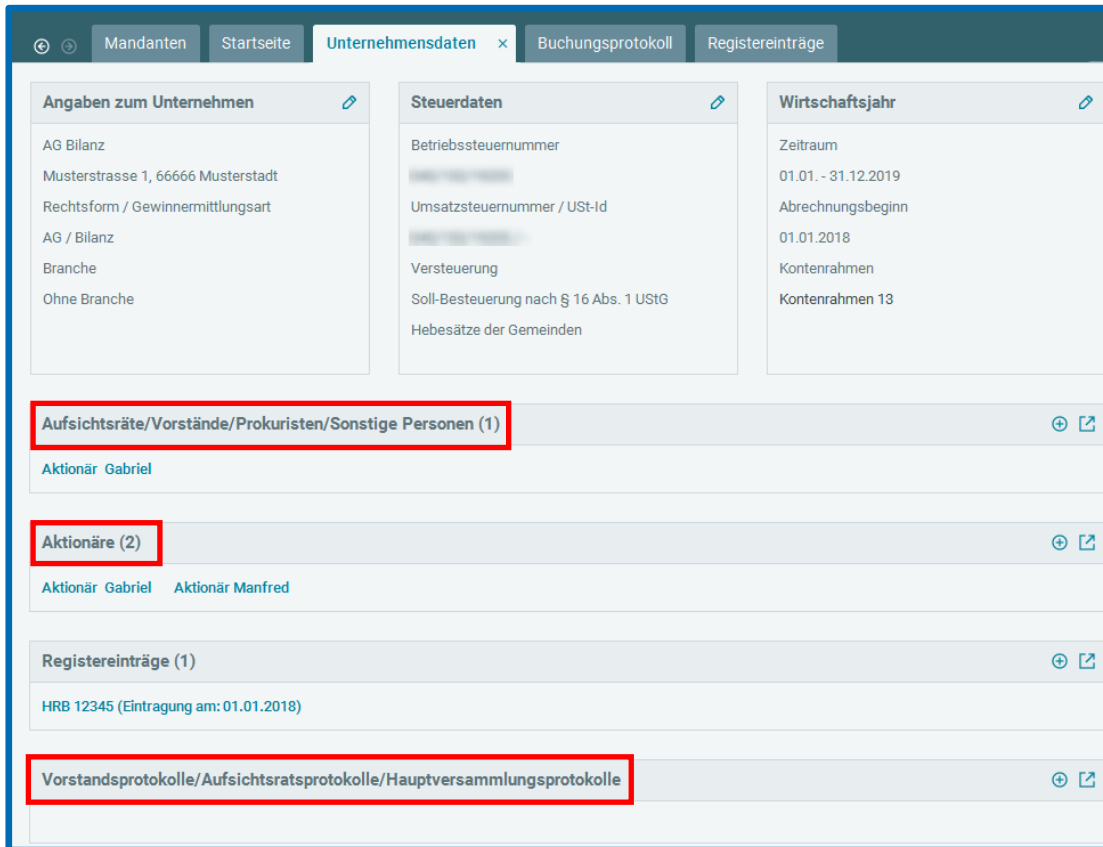 Mandanten
Startseite
Unternehmensdaten ×
Buchungsprotokoll
Registereinträge
Angaben zum Unternehmen
AG Bilanz
Musterstrasse 1, 66666 Musterstadt
Rechtsform / Gewinnermittlungsart
AG / Bilanz
Branche
Ohne Branche
Steuerdaten
Betriebssteuernummer
Umsatzsteuernummer / USt-Id
Versteuerung
Soll-Besteuerung nach § 16 Abs. 1 UStG
Hebesätze der Gemeinden
Wirtschaftsjahr
Zeitraum
01.01. - 31.12.2019
Abrechnungsbeginn
01.01.2018
Kontenrahmen
Kontenrahmen 13
Aufsichtsräte/Vorstände/Prokuristen/Sonstige Personen (1)
Aktionär Gabriel
Aktionäre (2)
Aktionär Gabriel Aktionär Manfred
Registereinträge (1)
HRB 12345 (Eintragung am: 01.01.2018)
Vorstandsprotokolle/Aufsichtsratsprotokolle/Hauptversammlungsprotokolle